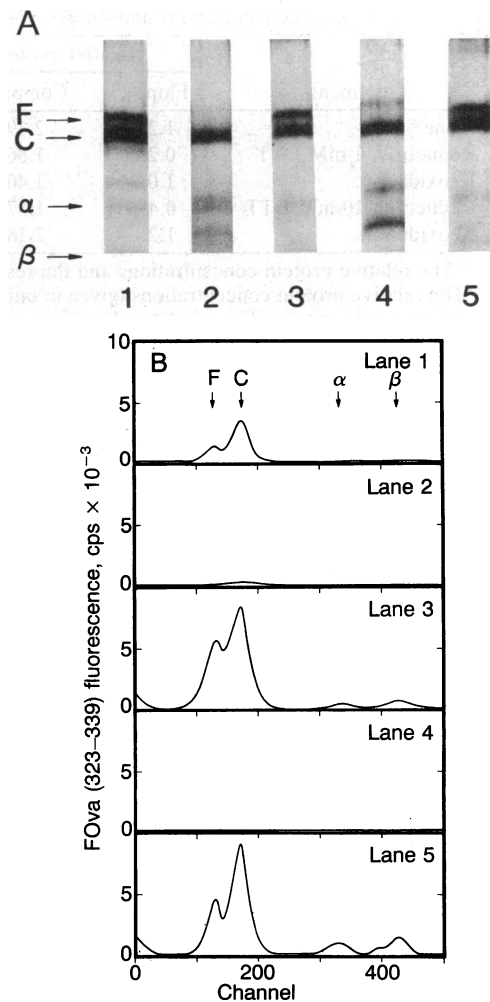 A
F
C
α
β
1 2 3 4 5
B
F C α β
Lane 1
10
5
0
Lane 2
5
0
Lane 3
5
0
Lane 4
5
0
Lane 5
5
0
0 200 400
Channel
FOva (323–339) fluorescence, cps × 10⁻³